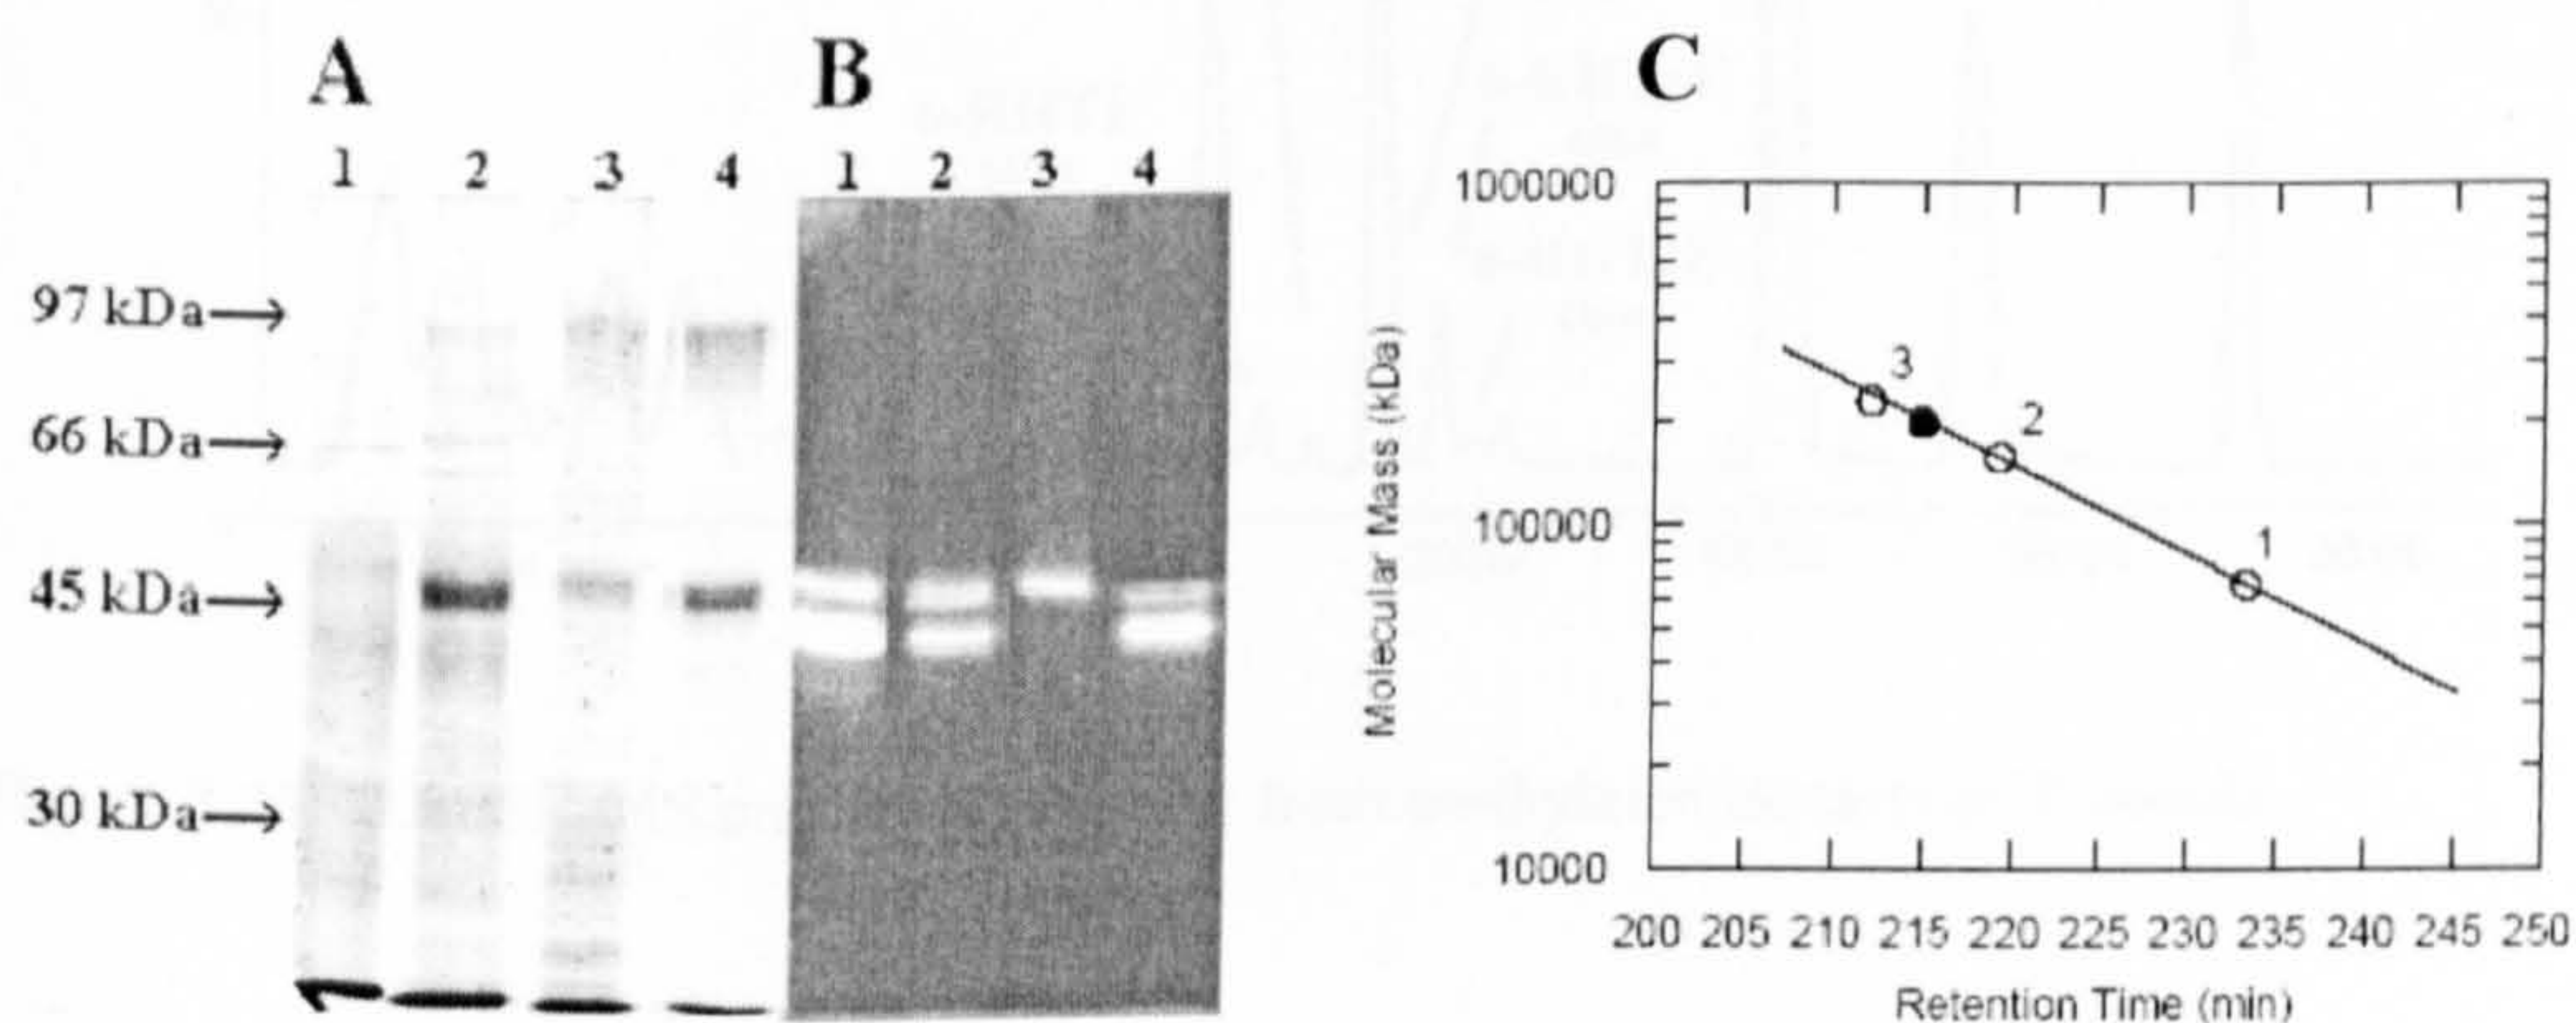 A
B
C
1 2 3 4
1 2 3 4
97 kDa→
66 kDa→
45 kDa→
30 kDa→
Molecular Mass (kDa)
1000000
100000
10000
3
2
1
200 205 210 215 220 225 230 235 240 245 250
Retention Time (min)